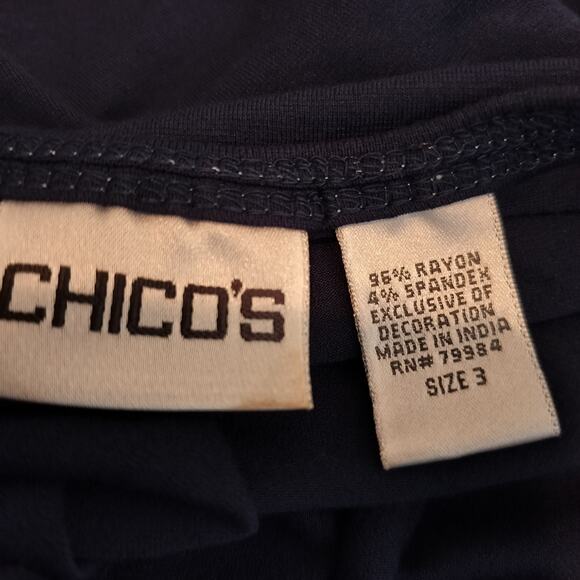 CHICO'S
96% RAYON
4% SPANDEX
EXCLUSIVE OF
DECORATION
MADE IN INDIA
RN# 79984
SIZE 3